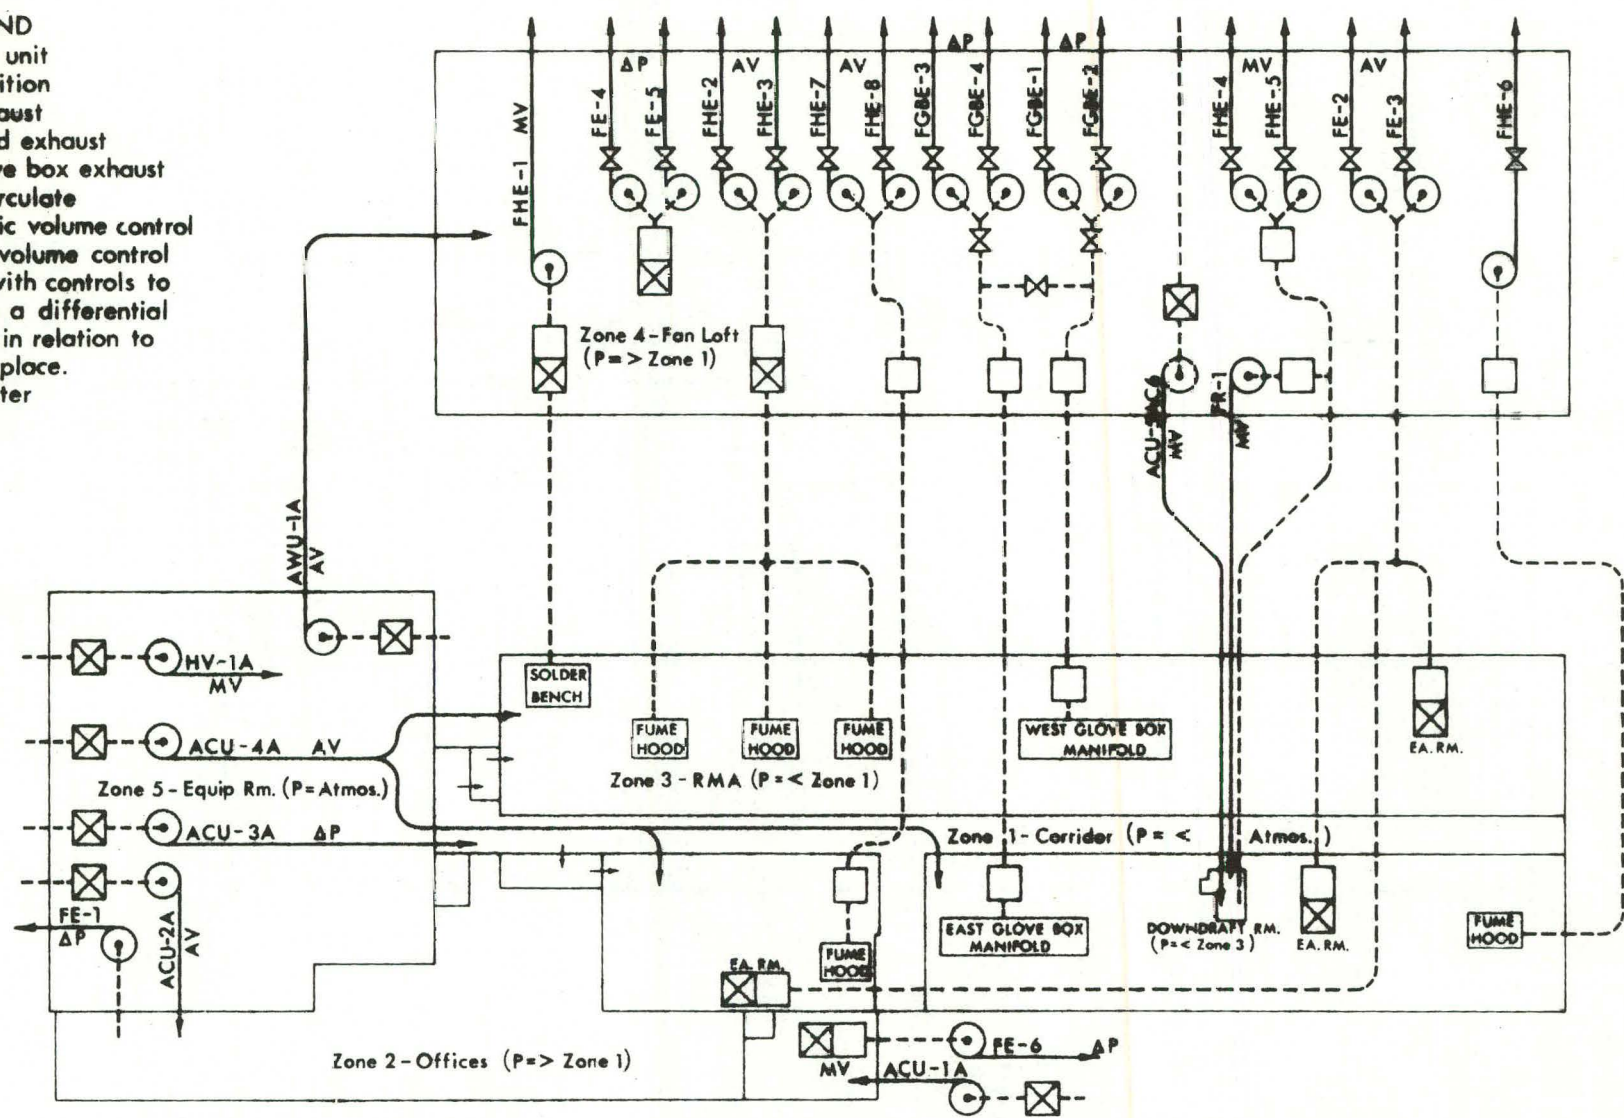 ND
unit
ition
aust
d exhaust
ve box exhaust
rculate
ic volume control
volume control
with controls to
a differential
in relation to
place.
ter
FHE-1 MV
FE-4
ΔP
FE-5
FHE-2
AV
FHE-3
FHE-7
AV
FHE-8
FGBE-3
ΔP
FGBE-4
FGBE-1
ΔP
FGBE-2
FHE-4
MV
FHE-5
FE-2
AV
FE-3
FHE-6
Zone 4-Fan Loft
(P=> Zone 1)
MV
FR-1
MV
AWU-1A
AV
HV-1A
MV
ACU-4A AV
Zone 5-Equip Rm. (P=Atmos.)
ACU-3A ΔP
FE-1
ΔP
ACU-2A
AV
SOLDER
BENCH
FUME
HOOD
FUME
HOOD
FUME
HOOD
Zone 3-RMA (P=< Zone 1)
WEST GLOVE BOX
MANIFOLD
EA. RM.
Zone 1-Corridor (P= < Atmos.)
EAST GLOVE BOX
MANIFOLD
DOWNDRAFT RM.
(P=< Zone 3)
EA. RM.
FUME
HOOD
FUME
HOOD
EA. RM.
Zone 2-Offices (P=> Zone 1)
MV
FE-6 ΔP
ACU-1A